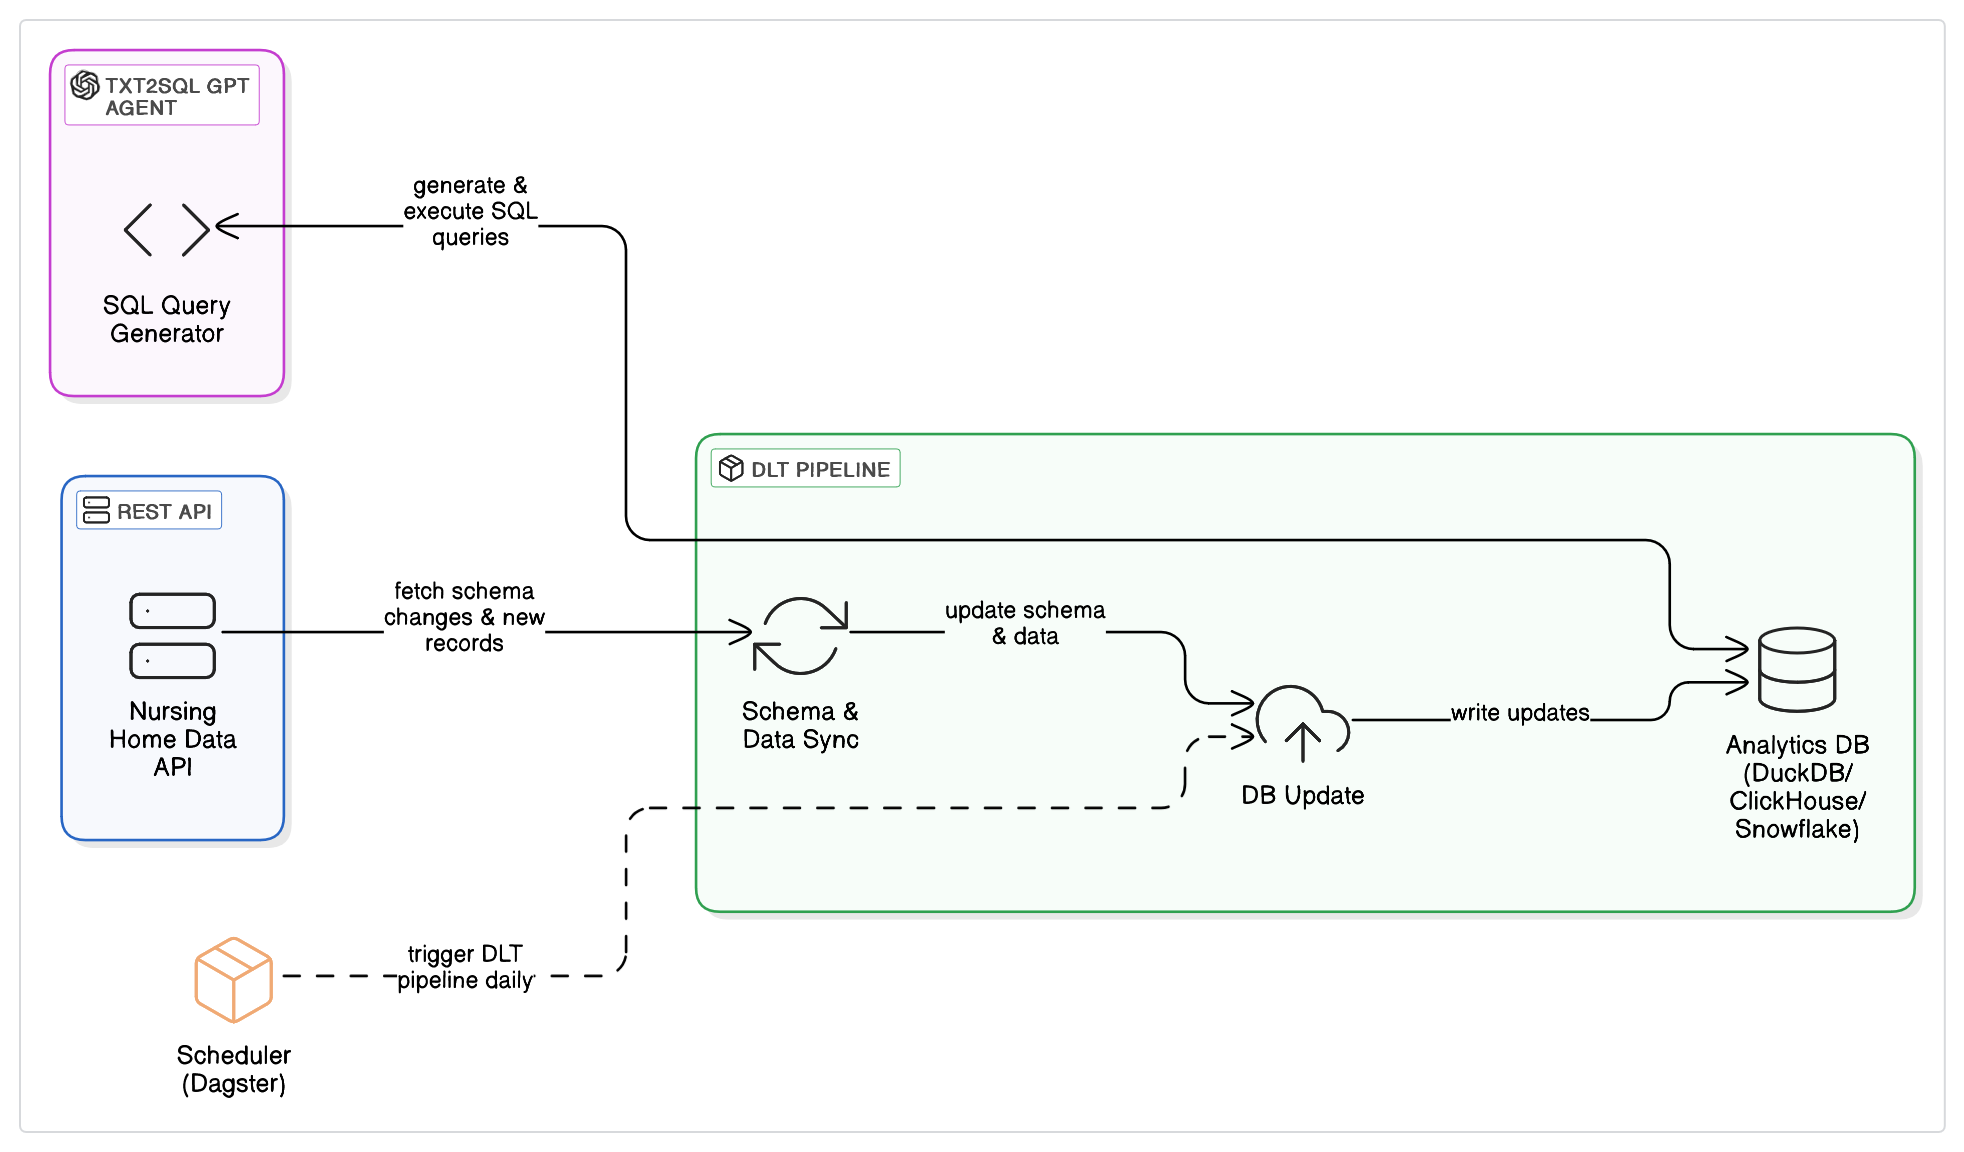 TXT2SQL GPT
AGENT
generate &
execute SQL
queries
SQL Query
Generator
DLT PIPELINE
REST API
fetch schema
changes & new
records
update schema
& data
Nursing
Home Data
API
Schema &
Data Sync
write updates
DB Update
Analytics DB
(DuckDB/
ClickHouse/
Snowflake)
trigger DLT
pipeline daily
Scheduler
(Dagster)